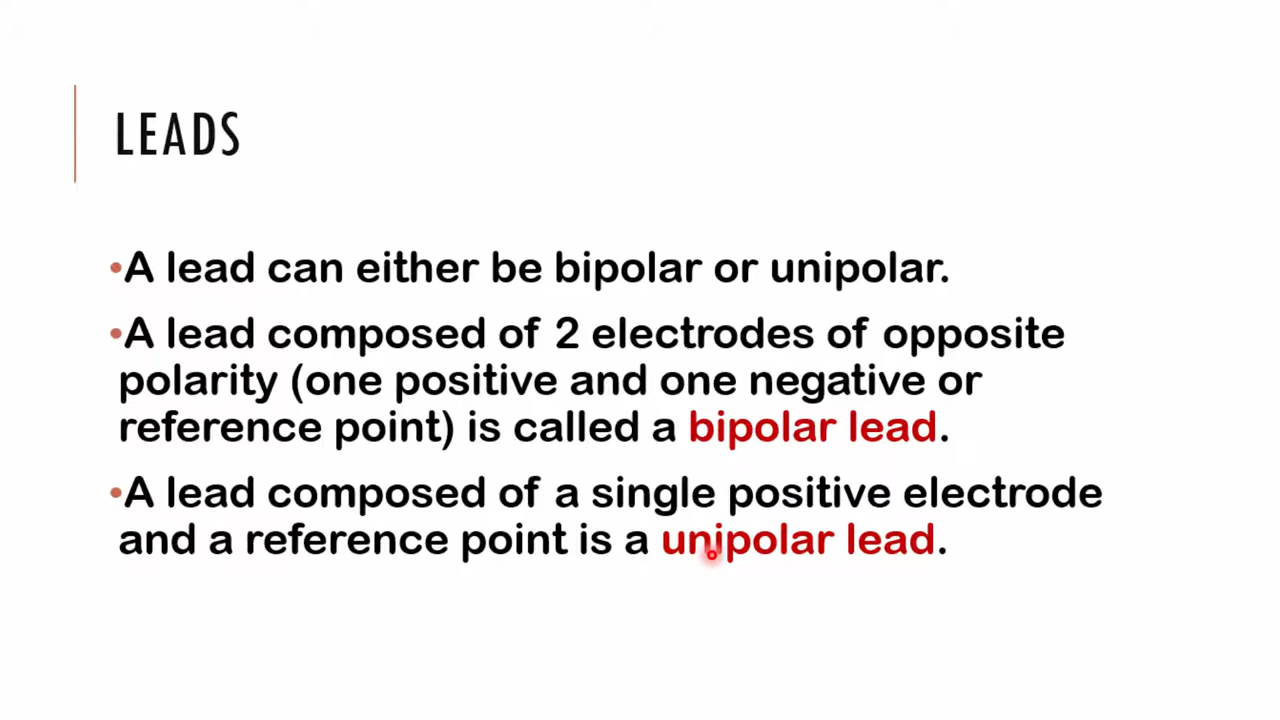 LEADS
•A lead can either be bipolar or unipolar.
•A lead composed of 2 electrodes of opposite
polarity (one positive and one negative or
reference point) is called a bipolar lead.
•A lead composed of a single positive electrode
and a reference point is a unipolar lead.